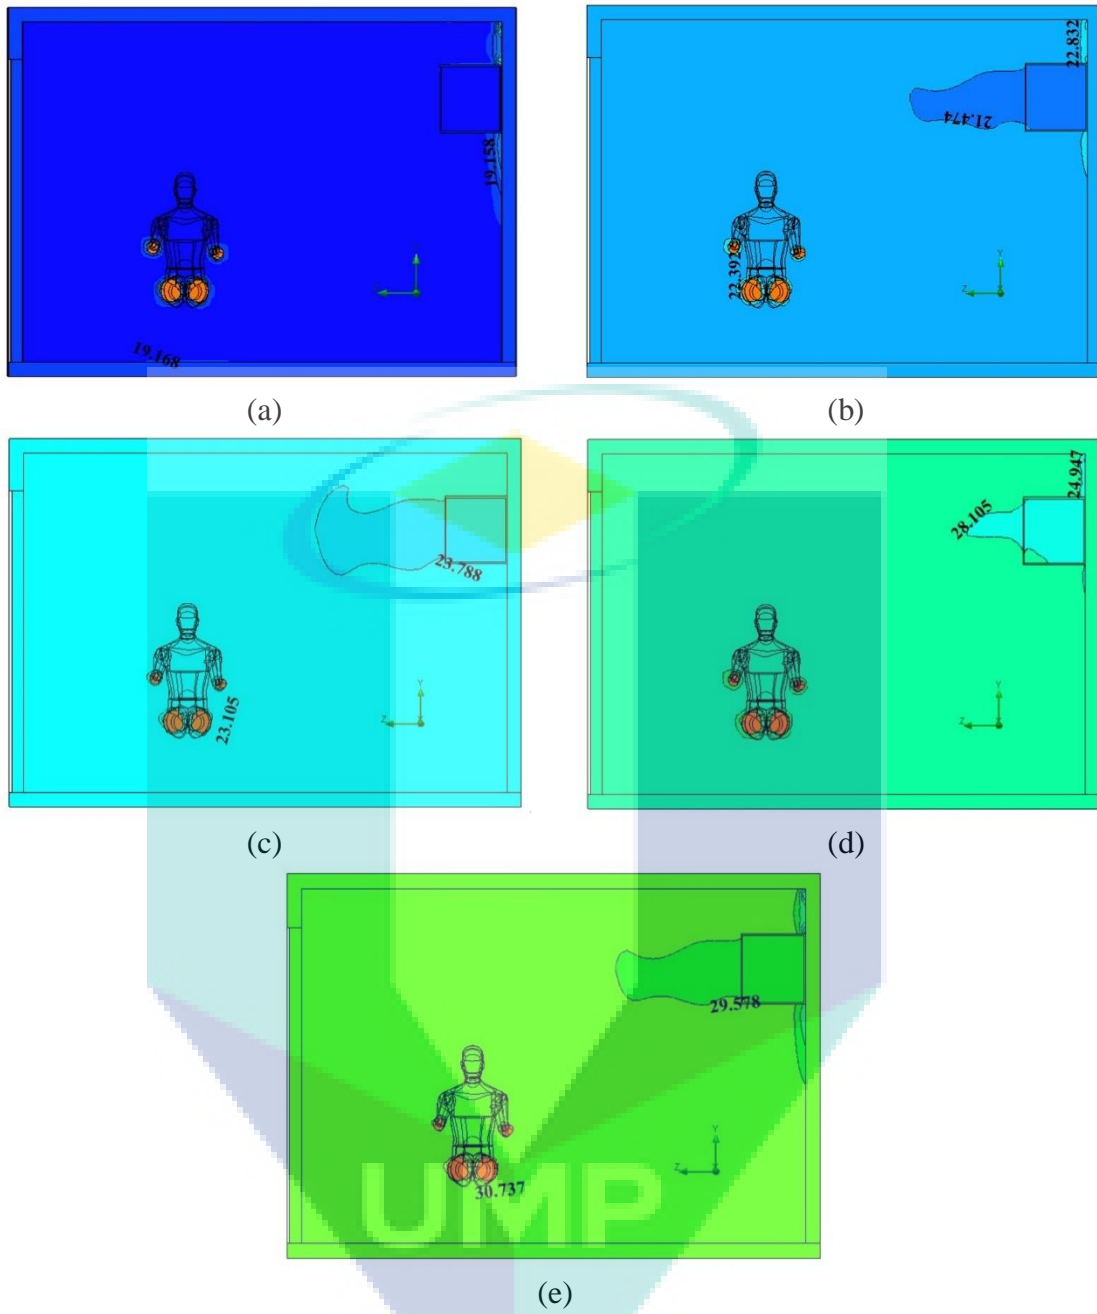 22.832
21.474
19.158
22.392
19.168
(a)
(b)
24.947
28.105
23.788
23.105
Y
Z
Y
Z
Y
Z
(c)
(d)
29.578
Y
Z
30.737
UMP
(e)